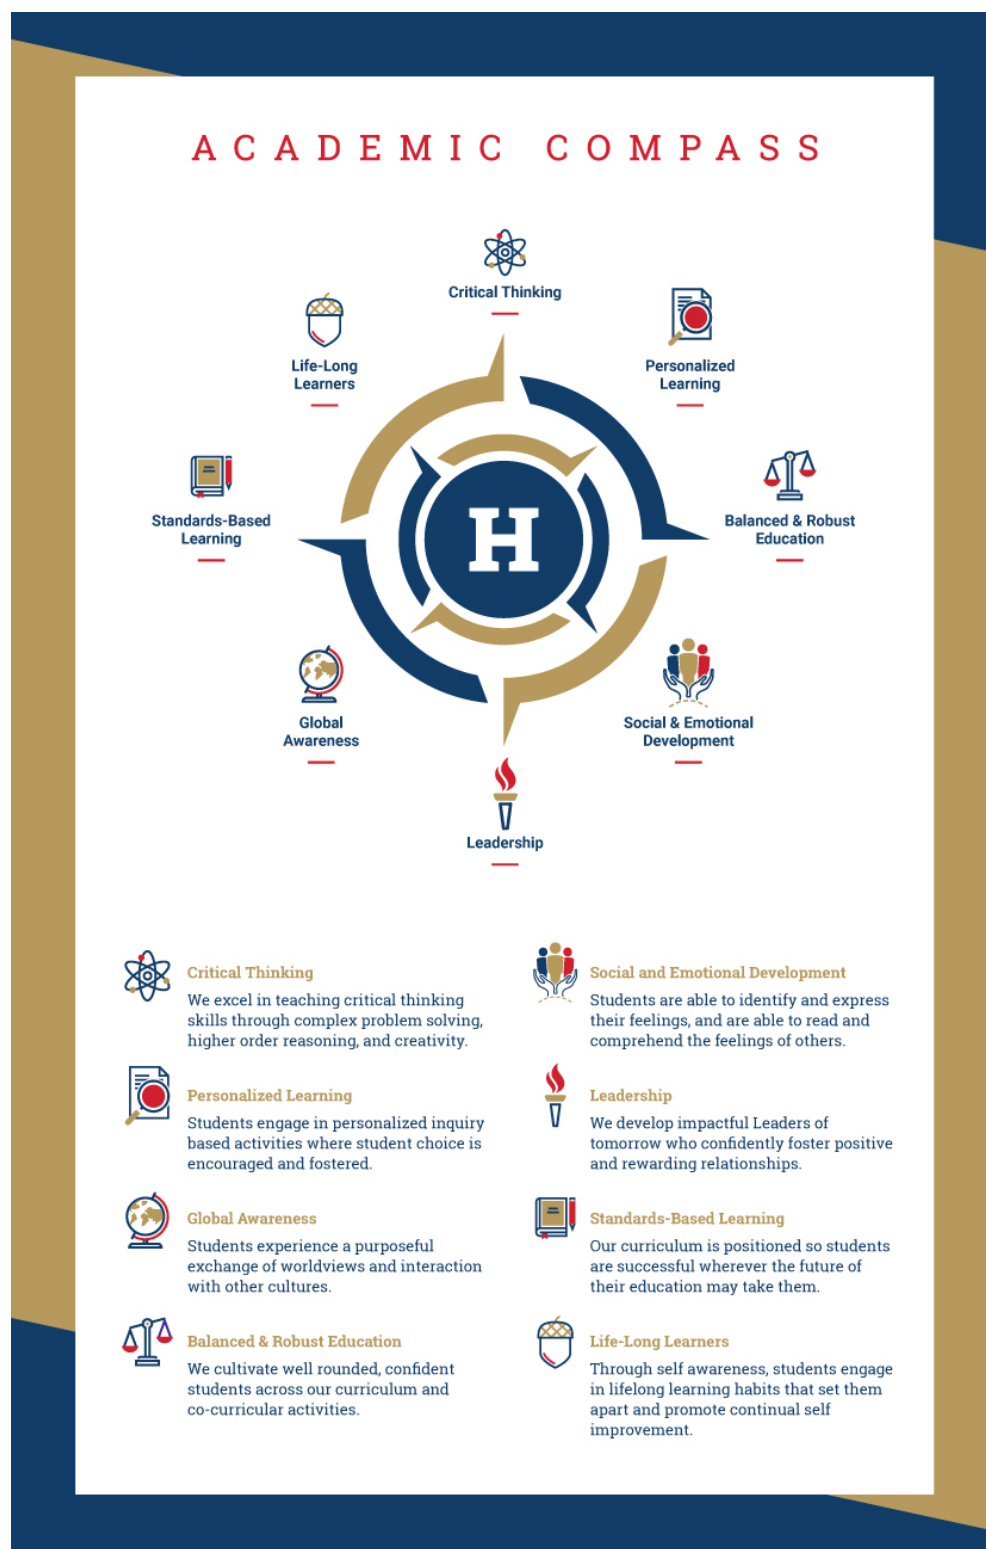 ACADEMIC COMPASS
Critical Thinking
Life-Long
Learners
Personalized
Learning
Standards-Based
Learning
H
Balanced & Robust
Education
Global
Awareness
Social & Emotional
Development
Leadership
Critical Thinking
We excel in teaching critical thinking
skills through complex problem solving,
higher order reasoning, and creativity.
Personalized Learning
Students engage in personalized inquiry
based activities where student choice is
encouraged and fostered.
Global Awareness
Students experience a purposeful
exchange of worldviews and interaction
with other cultures.
Balanced & Robust Education
We cultivate well rounded, confident
students across our curriculum and
co-curricular activities.
Social and Emotional Development
Students are able to identify and express
their feelings, and are able to read and
comprehend the feelings of others.
Leadership
We develop impactful Leaders of
tomorrow who confidently foster positive
and rewarding relationships.
Standards-Based Learning
Our curriculum is positioned so students
are successful wherever the future of
their education may take them.
Life-Long Learners
Through self awareness, students engage
in lifelong learning habits that set them
apart and promote continual self
improvement.